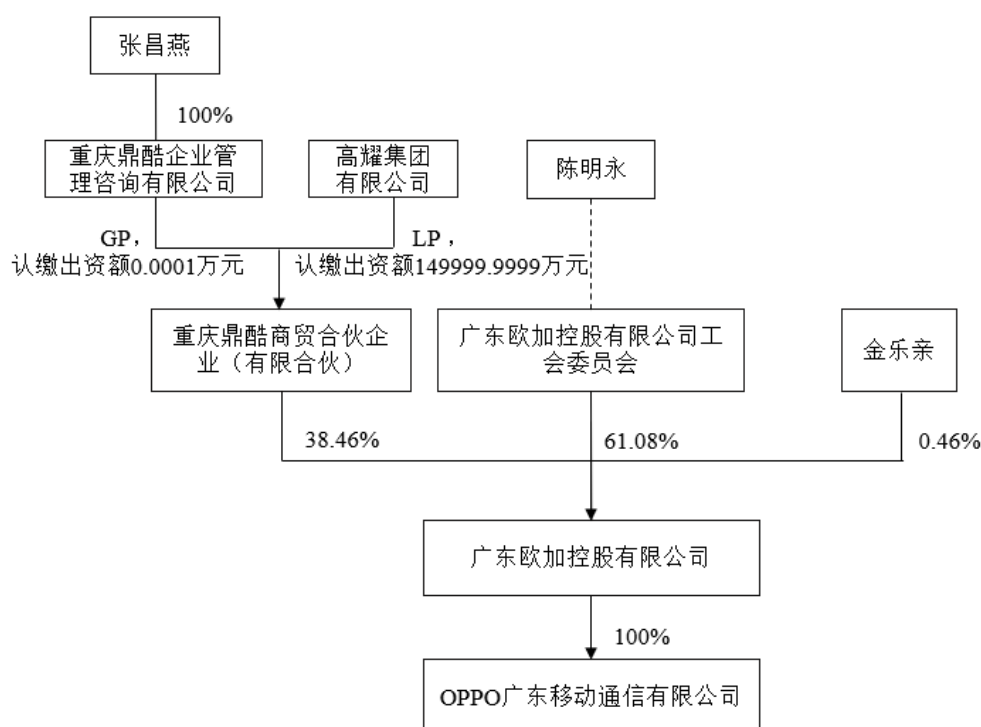 张昌燕
100%
重庆鼎酷企业管
理咨询有限公司
高耀集团
有限公司
陈明永
GP，
认缴出资额0.0001万元
LP，
认缴出资额149999.9999万元
重庆鼎酷商贸合伙企
业（有限合伙）
广东欧加控股有限公司工
会委员会
金乐亲
38.46%
61.08%
0.46%
广东欧加控股有限公司
100%
OPPO广东移动通信有限公司